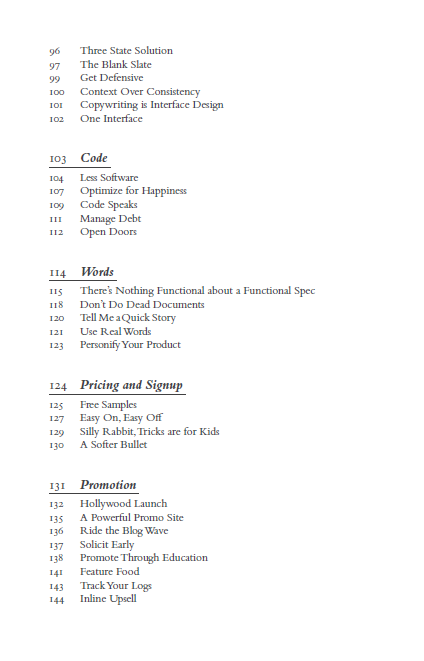 96 Three State Solution
97 The Blank Slate
99 Get Defensive
100 Context Over Consistency
101 Copywriting is Interface Design
102 One Interface
103 Code
104 Less Software
107 Optimize for Happiness
109 Code Speaks
111 Manage Debt
112 Open Doors
114 Words
115 There's Nothing Functional about a Functional Spec
118 Don't Do Dead Documents
120 Tell Me a Quick Story
121 Use Real Words
123 Personify Your Product
124 Pricing and Signup
125 Free Samples
127 Easy On, Easy Off
129 Silly Rabbit, Tricks are for Kids
130 A Softer Bullet
131 Promotion
132 Hollywood Launch
135 A Powerful Promo Site
136 Ride the Blog Wave
137 Solicit Early
138 Promote Through Education
141 Feature Food
143 Track Your Logs
144 Inline Upsell